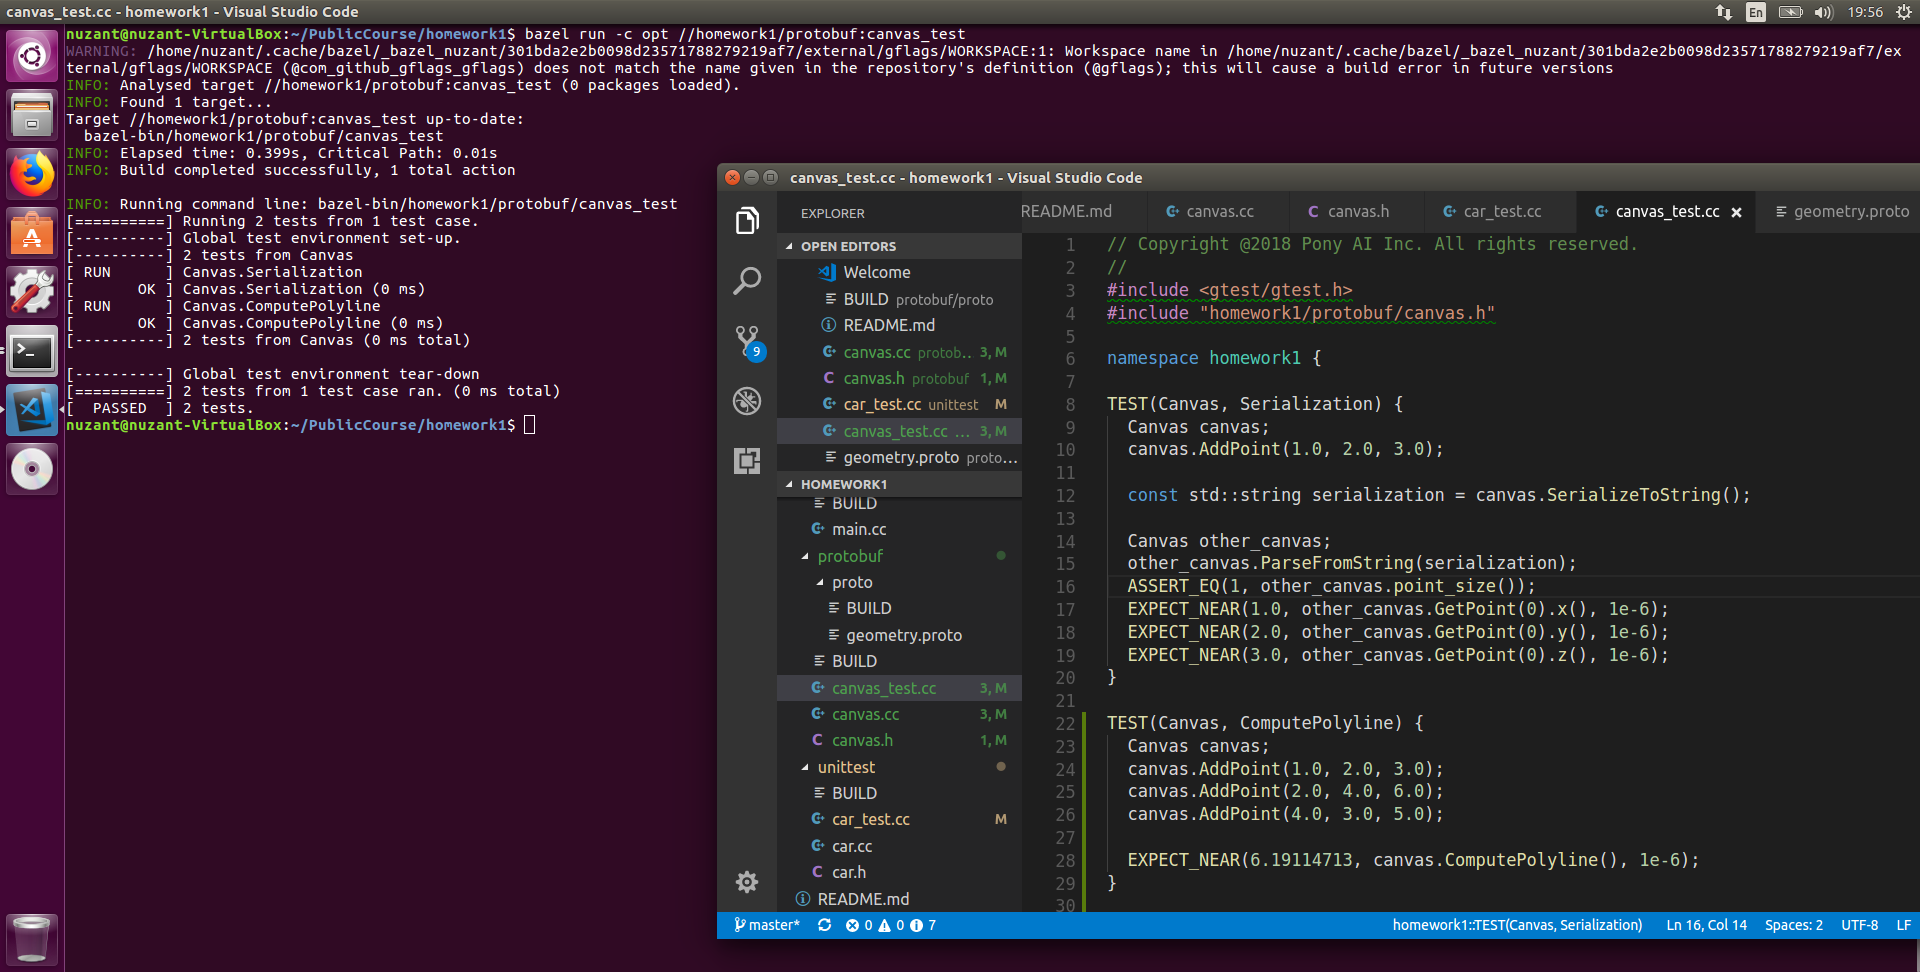 canvas_test.cc - homework1 - Visual Studio Code
En
19:56
nuzant@nuzant-VirtualBox:~/PublicCourse/homework1$ bazel run -c opt //homework1/protobuf:canvas_test
WARNING: /home/nuzant/.cache/bazel/_bazel_nuzant/301bda2e2b0098d23571788279219af7/external/gflags/WORKSPACE:1: Workspace name in /home/nuzant/.cache/bazel/_bazel_nuzant/301bda2e2b0098d23571788279219af7/ex
ternal/gflags/WORKSPACE (@com_github_gflags_gflags) does not match the name given in the repository's definition (@gflags); this will cause a build error in future versions
INFO: Analysed target //homework1/protobuf:canvas_test (0 packages loaded).
INFO: Found 1 target...
Target //homework1/protobuf:canvas_test up-to-date:
bazel-bin/homework1/protobuf/canvas_test
INFO: Elapsed time: 0.399s, Critical Path: 0.01s
INFO: Build completed successfully, 1 total action
INFO: Running command line: bazel-bin/homework1/protobuf/canvas_test
[==========] Running 2 tests from 1 test case.
[----------] Global test environment set-up.
[----------] 2 tests from Canvas
[ RUN      ] Canvas.Serialization
[       OK ] Canvas.Serialization (0 ms)
[ RUN      ] Canvas.ComputePolyline
[       OK ] Canvas.ComputePolyline (0 ms)
[----------] 2 tests from Canvas (0 ms total)
[----------] Global test environment tear-down
[==========] 2 tests from 1 test case ran. (0 ms total)
[  PASSED  ] 2 tests.
nuzant@nuzant-VirtualBox:~/PublicCourse/homework1$
canvas_test.cc - homework1 - Visual Studio Code
EXPLORER
OPEN EDITORS
Welcome
BUILD protobuf/proto
README.md
canvas.cc protob... 3, M
canvas.h protobuf 1, M
car_test.cc unittest M
canvas_test.cc ... 3, M
geometry.proto proto...
HOMEWORK1
BUILD
main.cc
protobuf
proto
BUILD
geometry.proto
BUILD
canvas_test.cc 3, M
canvas.cc 3, M
canvas.h 1, M
unittest
BUILD
car_test.cc M
car.cc
C car.h
README.md
9
README.md canvas.cc C canvas.h car_test.cc canvas_test.cc × geometry.proto
1 // Copyright @2018 Pony AI Inc. All rights reserved.
2 //
3 #include <gtest/gtest.h>
4 #include "homework1/protobuf/canvas.h"
5
6 namespace homework1 {
7
8 TEST(Canvas, Serialization) {
9 Canvas canvas;
10 canvas.AddPoint(1.0, 2.0, 3.0);
11
12 const std::string serialization = canvas.SerializeToString();
13
14 Canvas other_canvas;
15 other_canvas.ParseFromString(serialization);
16 ASSERT_EQ(1, other_canvas.point_size());
17 EXPECT_NEAR(1.0, other_canvas.GetPoint(0).x(), 1e-6);
18 EXPECT_NEAR(2.0, other_canvas.GetPoint(0).y(), 1e-6);
19 EXPECT_NEAR(3.0, other_canvas.GetPoint(0).z(), 1e-6);
20 }
21
22 TEST(Canvas, ComputePolyline) {
23 Canvas canvas;
24 canvas.AddPoint(1.0, 2.0, 3.0);
25 canvas.AddPoint(2.0, 4.0, 6.0);
26 canvas.AddPoint(4.0, 3.0, 5.0);
27
28 EXPECT_NEAR(6.19114713, canvas.ComputePolyline(), 1e-6);
29 }
30
master* 0 0 7 homework1::TEST(Canvas, Serialization) Ln 16, Col 14 Spaces: 2 UTF-8 LF